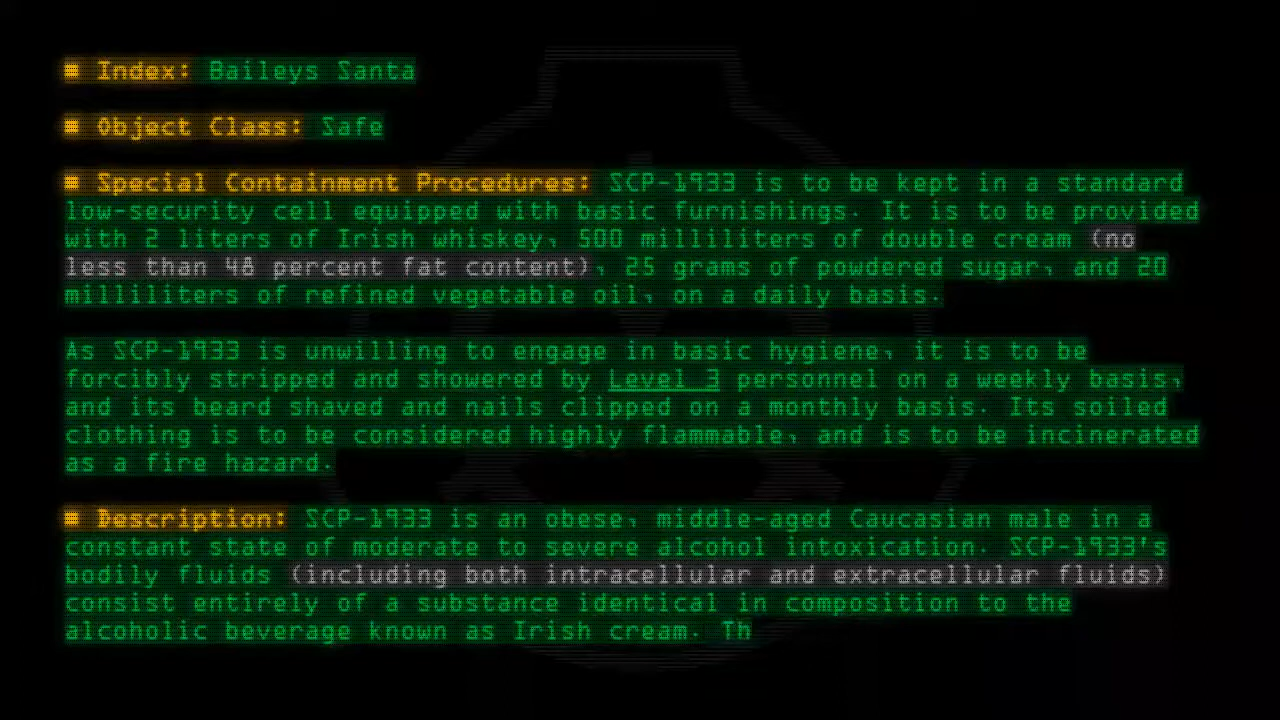 ■ Index: Baileys Santa
■ Object Class: Safe
■ Special Containment Procedures: SCP-1933 is to be kept in a standard
low-security cell equipped with basic furnishings. It is to be provided
with 2 liters of Irish whiskey, 500 milliliters of double cream (no
less than 48 percent fat content), 25 grams of powdered sugar, and 20
milliliters of refined vegetable oil, on a daily basis.
As SCP-1933 is unwilling to engage in basic hygiene, it is to be
forcibly stripped and showered by Level 3 personnel on a weekly basis,
and its beard shaved and nails clipped on a monthly basis. Its soiled
clothing is to be considered highly flammable, and is to be incinerated
as a fire hazard.
■ Description: SCP-1933 is an obese, middle-aged Caucasian male in a
constant state of moderate to severe alcohol intoxication. SCP-1933's
bodily fluids (including both intracellular and extracellular fluids)
consist entirely of a substance identical in composition to the
alcoholic beverage known as Irish cream. Th